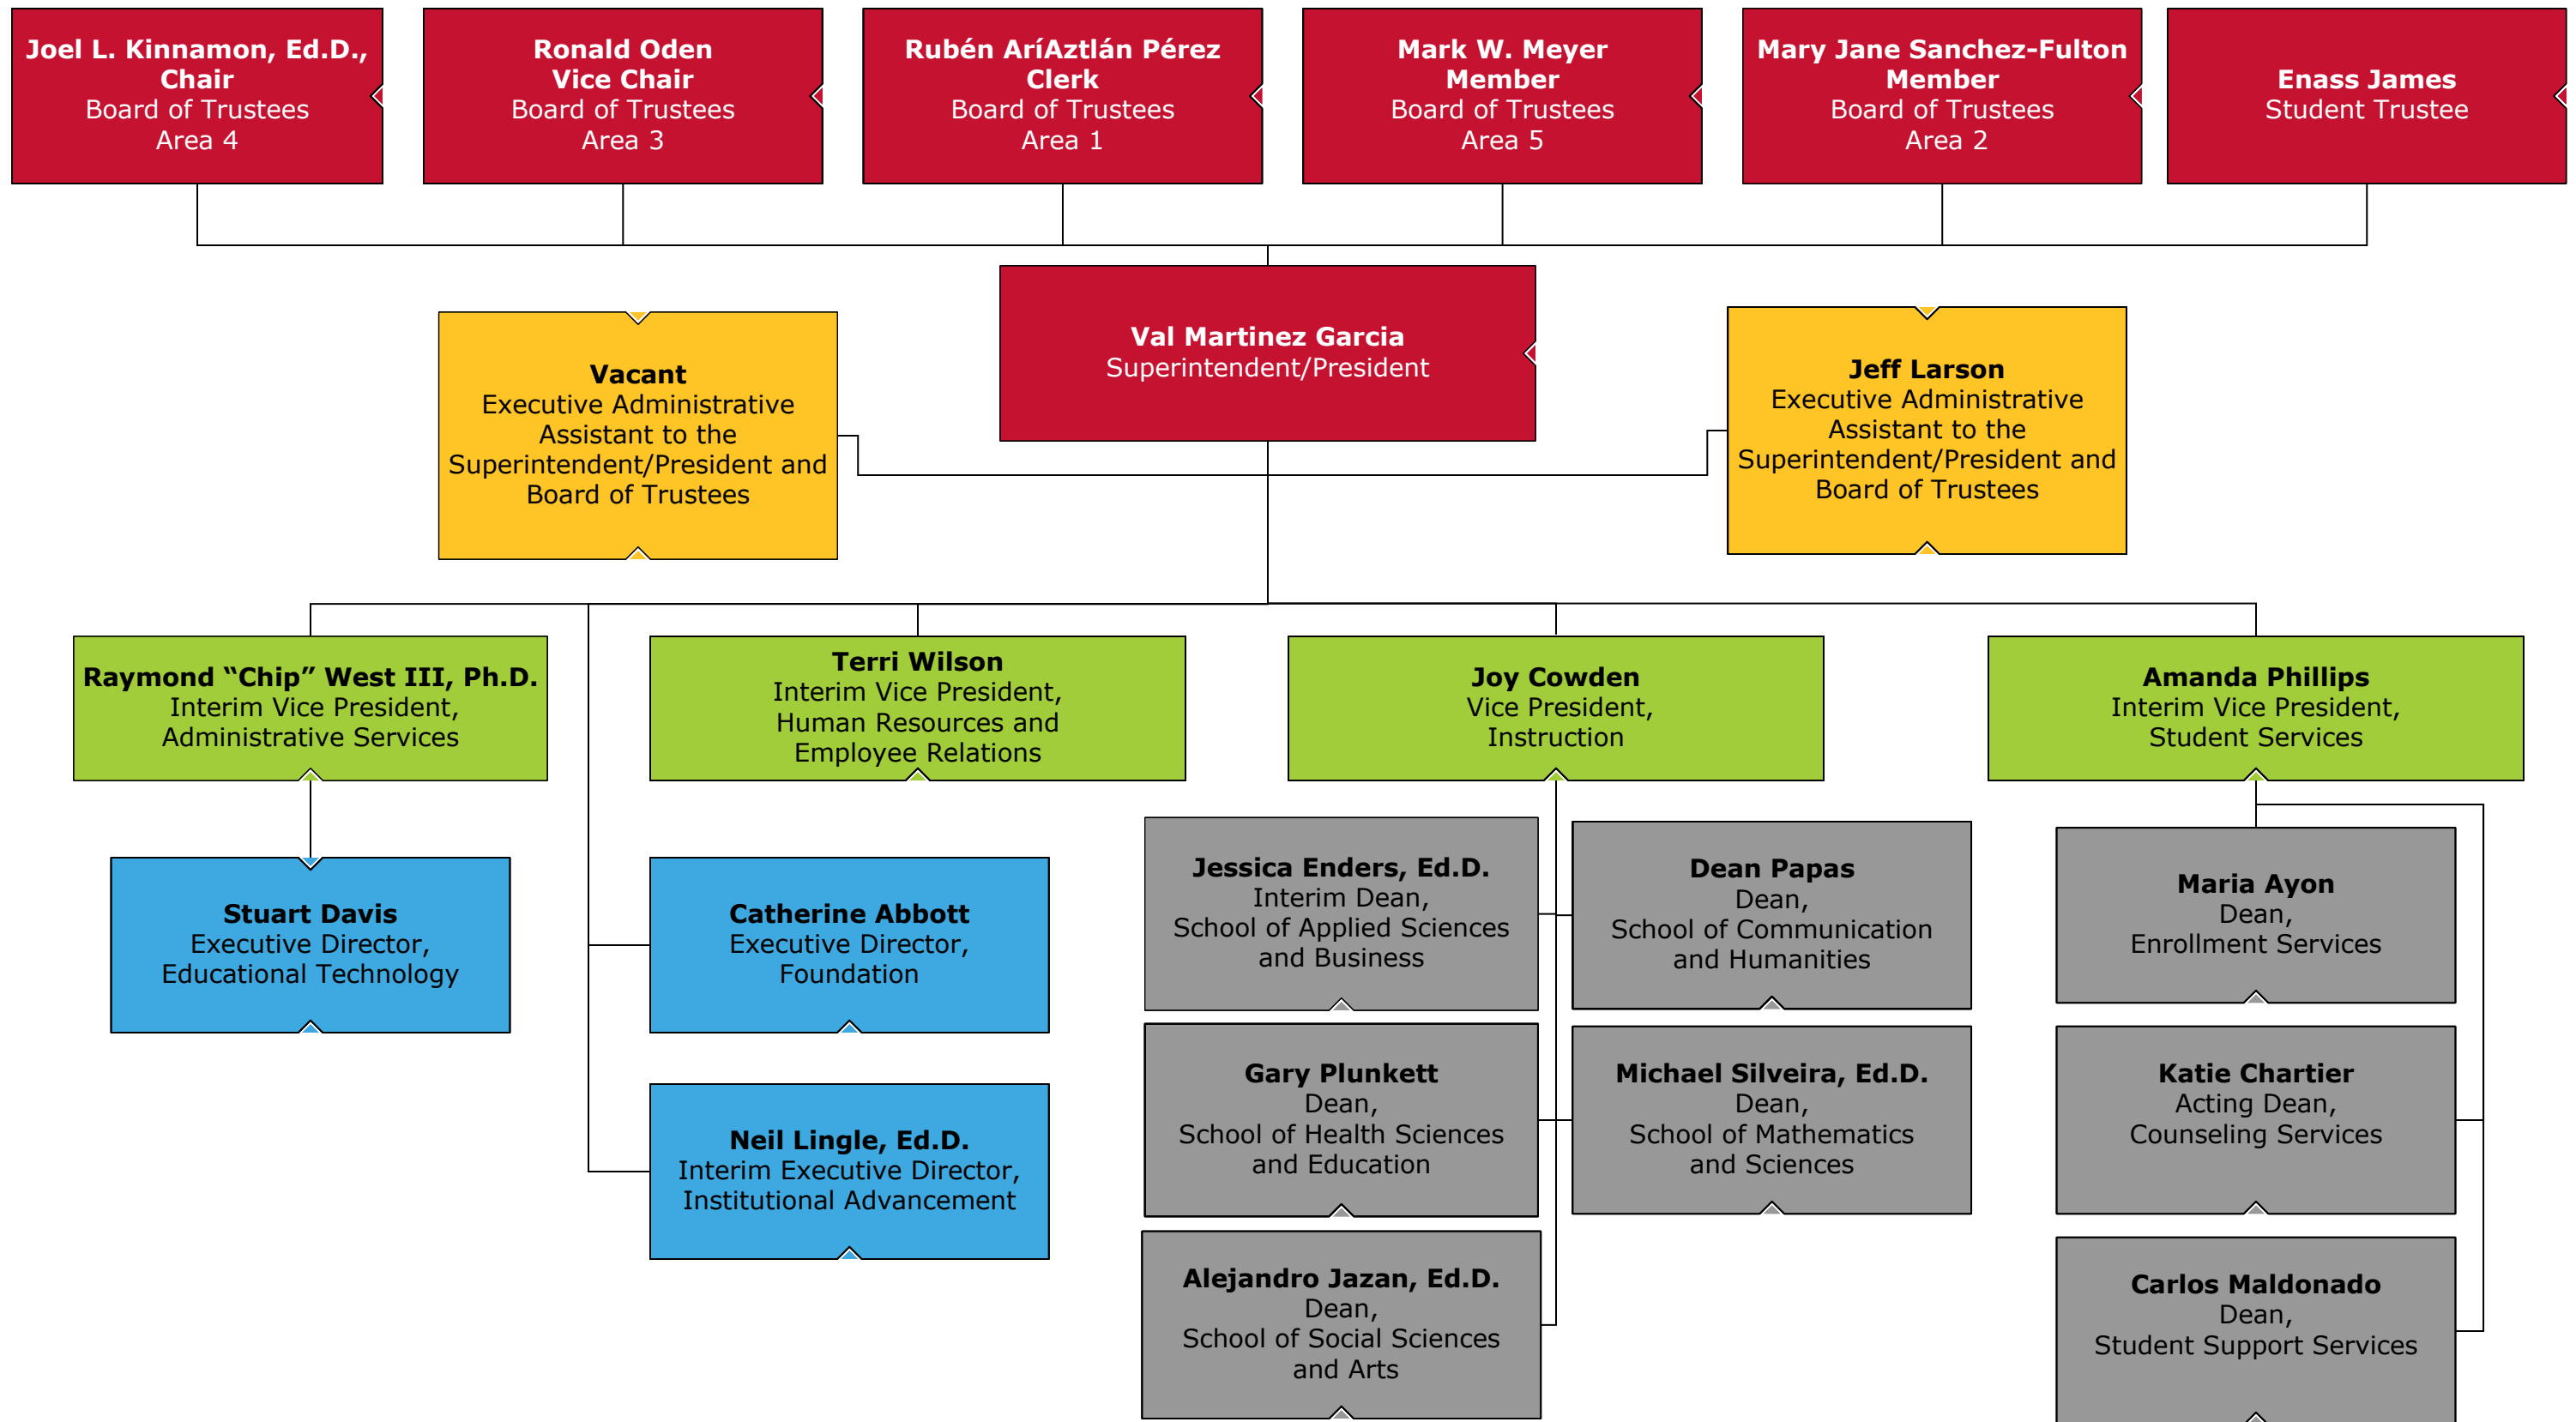 Joel L. Kinnamon, Ed.D.,
Chair
Board of Trustees
Area 4
Ronald Oden
Vice Chair
Board of Trustees
Area 3
Rubén AríAztlán Pérez
Clerk
Board of Trustees
Area 1
Mark W. Meyer
Member
Board of Trustees
Area 5
Mary Jane Sanchez-Fulton
Member
Board of Trustees
Area 2
Enass James
Student Trustee
Val Martinez Garcia
Superintendent/President
Vacant
Executive Administrative
Assistant to the
Superintendent/President and
Board of Trustees
Jeff Larson
Executive Administrative
Assistant to the
Superintendent/President and
Board of Trustees
Raymond “Chip” West III, Ph.D.
Interim Vice President,
Administrative Services
Terri Wilson
Interim Vice President,
Human Resources and
Employee Relations
Joy Cowden
Vice President,
Instruction
Amanda Phillips
Interim Vice President,
Student Services
Stuart Davis
Executive Director,
Educational Technology
Catherine Abbott
Executive Director,
Foundation
Neil Lingle, Ed.D.
Interim Executive Director,
Institutional Advancement
Jessica Enders, Ed.D.
Interim Dean,
School of Applied Sciences
and Business
Dean Papas
Dean,
School of Communication
and Humanities
Gary Plunkett
Dean,
School of Health Sciences
and Education
Michael Silveira, Ed.D.
Dean,
School of Mathematics
and Sciences
Alejandro Jazan, Ed.D.
Dean,
School of Social Sciences
and Arts
Maria Ayon
Dean,
Enrollment Services
Katie Chartier
Acting Dean,
Counseling Services
Carlos Maldonado
Dean,
Student Support Services